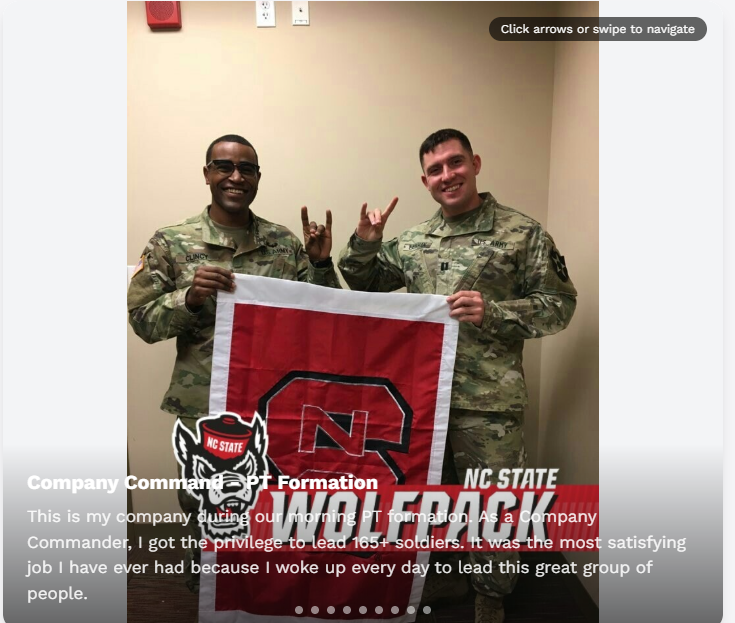 Click arrows or swipe to navigate
CLINCY
ARMY
U.S. ARMY
NC STATE
NC STATE
WOLFPACK
Company Command - PT Formation
This is my company during our morning PT formation. As a Company
Commander, I got the privilege to lead 165+ soldiers. It was the most satisfying
job I have ever had because I woke up every day to lead this great group of
people.